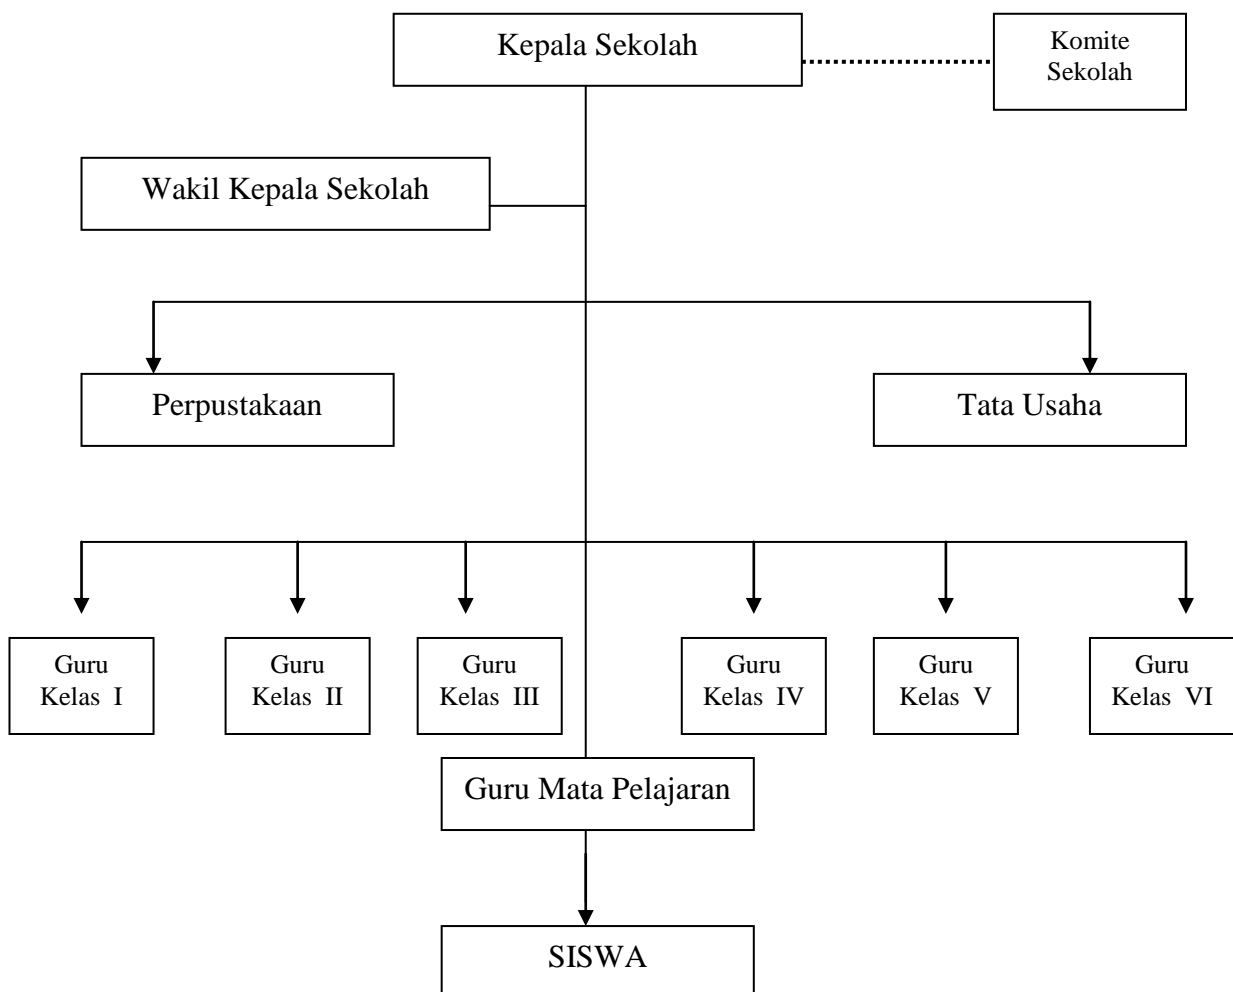 Kepala Sekolah
Komite
Sekolah
Wakil Kepala Sekolah
Perpustakaan
Tata Usaha
Guru
Kelas I
Guru
Kelas II
Guru
Kelas III
Guru
Kelas IV
Guru
Kelas V
Guru
Kelas VI
Guru Mata Pelajaran
SISWA